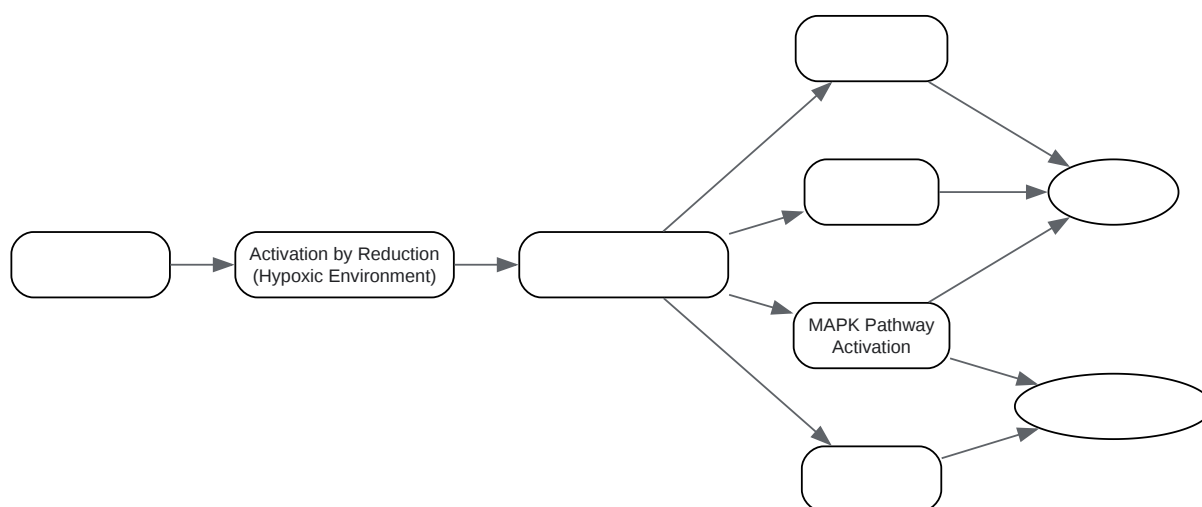 Activation by Reduction
(Hypoxic Environment)
MAPK Pathway
Activation